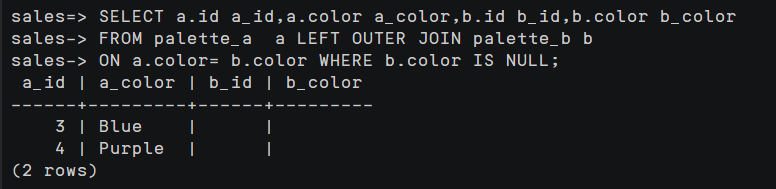 sales=> SELECT a.id a_id,a.color a_color,b.id b_id,b.color b_color
sales-> FROM palette_a  a LEFT OUTER JOIN palette_b b
sales-> ON a.color= b.color WHERE b.color IS NULL;
 a_id | a_color | b_id | b_color
------+---------+------+---------
    3 | Blue    |      |
    4 | Purple  |      |
(2 rows)